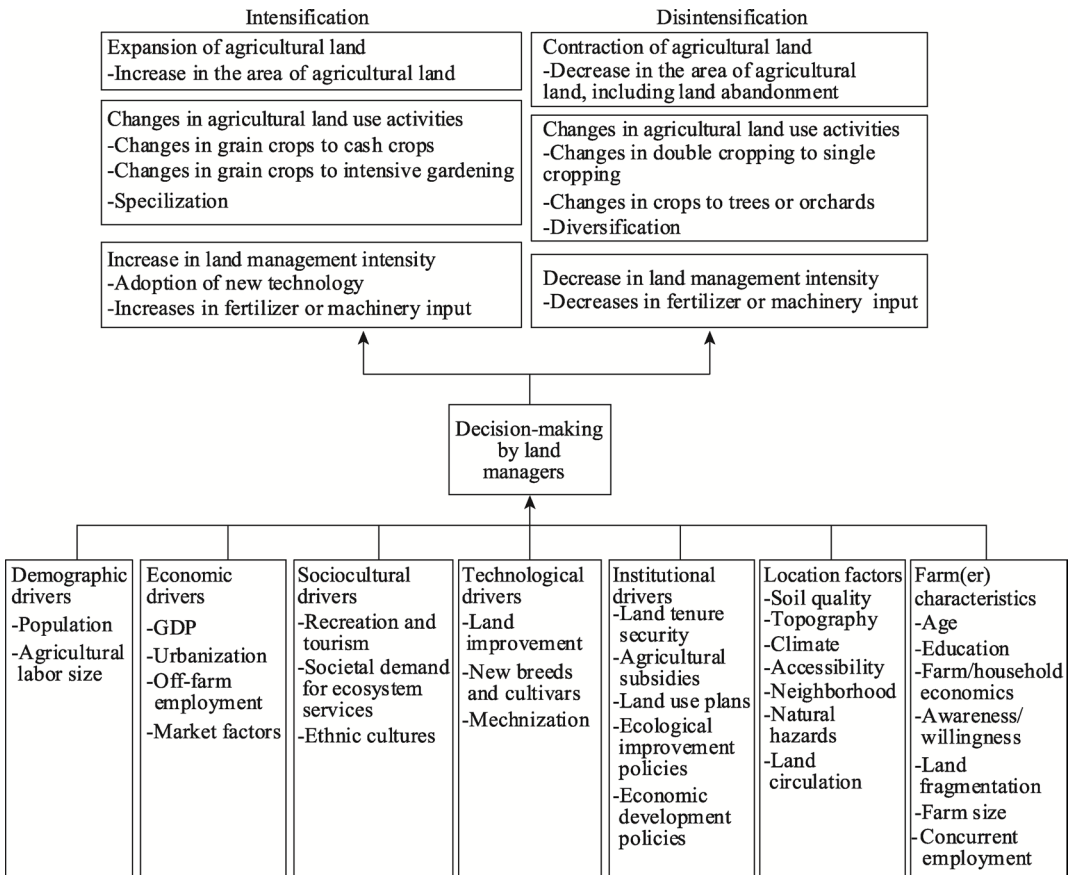 Intensification
Expansion of agricultural land
-Increase in the area of agricultural land
Changes in agricultural land use activities
-Changes in grain crops to cash crops
-Changes in grain crops to intensive gardening
-Specilization
Increase in land management intensity
-Adoption of new technology
-Increases in fertilizer or machinery input
Disintensification
Contraction of agricultural land
-Decrease in the area of agricultural
land, including land abandonment
Changes in agricultural land use activities
-Changes in double cropping to single
cropping
-Changes in crops to trees or orchards
-Diversification
Decrease in land management intensity
-Decreases in fertilizer or machinery input
Decision-making
by land
managers
Demographic
drivers
-Population
-Agricultural
labor size
Economic
drivers
-GDP
-Urbanization
-Off-farm
employment
-Market factors
Sociocultural
drivers
-Recreation and
tourism
-Societal demand
for ecosystem
services
-Ethnic cultures
Technological
drivers
-Land
improvement
-New breeds
and cultivars
-Mechnization
Institutional
drivers
-Land tenure
security
-Agricultural
subsidies
-Land use plans
-Ecological
improvement
policies
-Economic
development
policies
Location factors
-Soil quality
-Topography
-Climate
-Accessibility
-Neighborhood
-Natural
hazards
-Land
circulation
Farm(er)
characteristics
-Age
-Education
-Farm/household
economics
-Awareness/
willingness
-Land
fragmentation
-Farm size
-Concurrent
employment